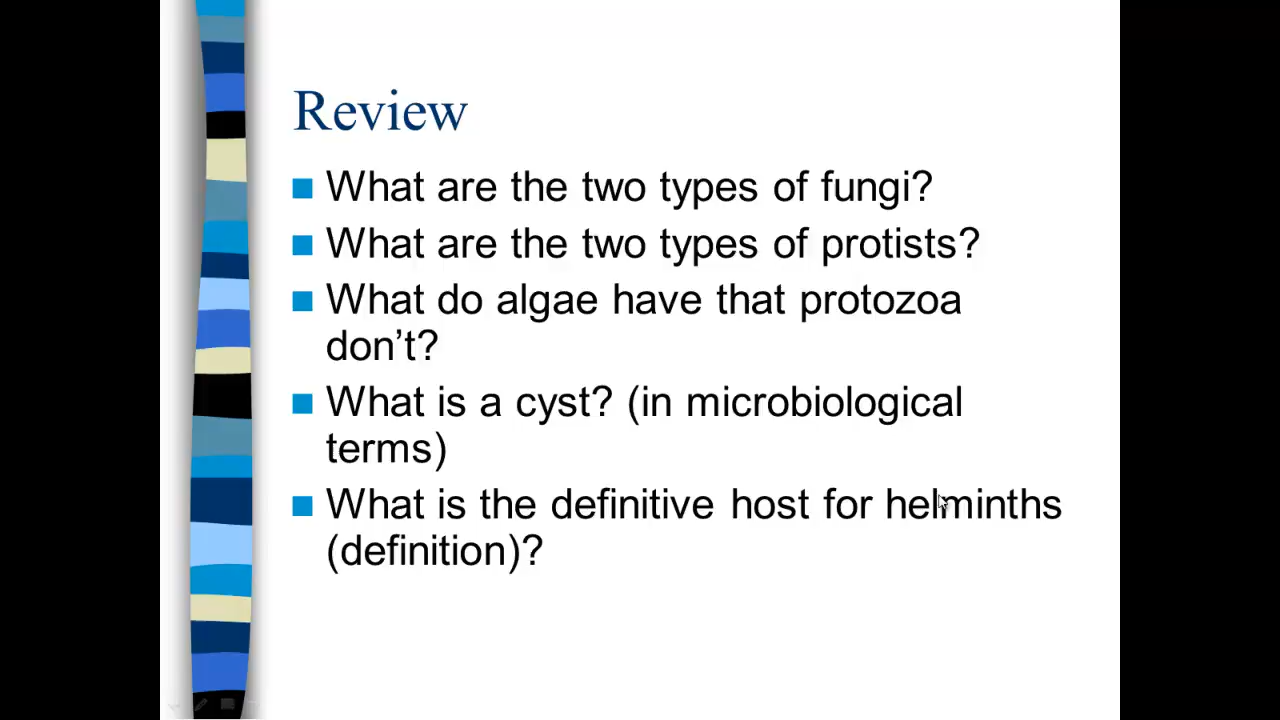 Review
What are the two types of fungi?
What are the two types of protists?
What do algae have that protozoa
don’t?
What is a cyst? (in microbiological
terms)
What is the definitive host for helminths
(definition)?